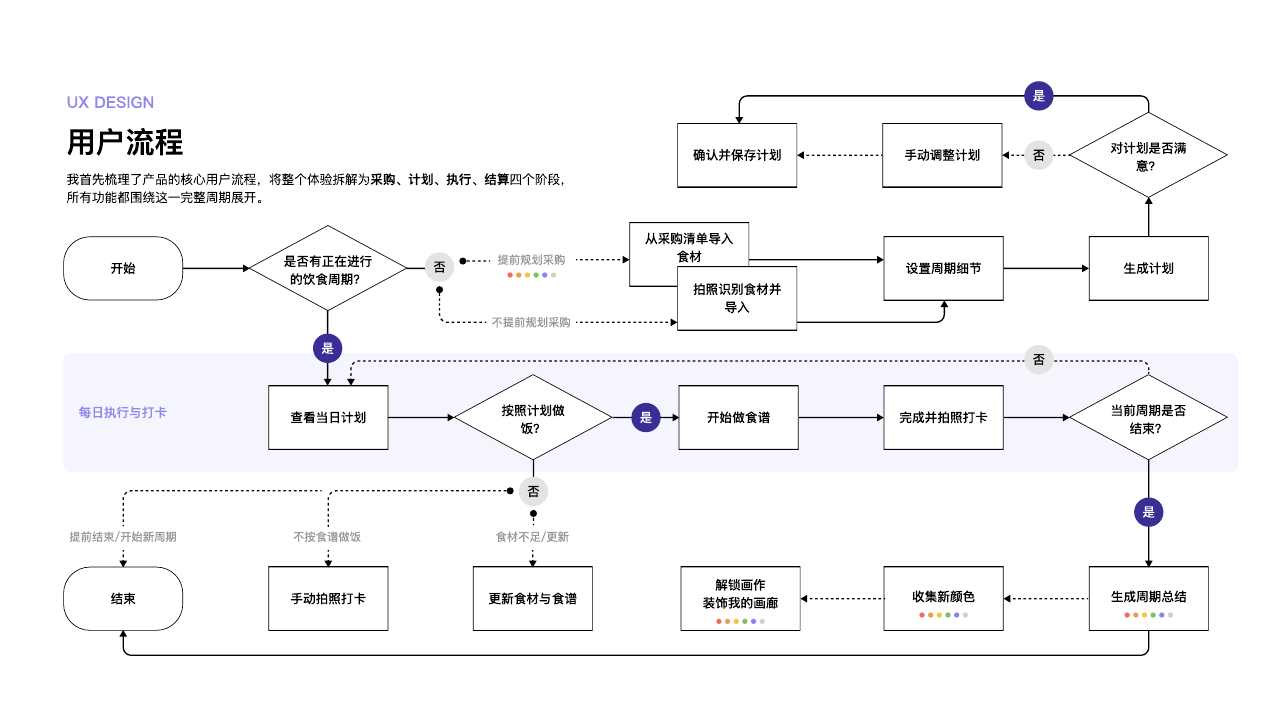 UX DESIGN
用户流程
我首先梳理了产品的核心用户流程，将整个体验拆解为采购、计划、执行、结算四个阶段，
所有功能都围绕这一完整周期展开。
是
确认并保存计划
手动调整计划
否
对计划是否满
意?
开始
是否有正在进行
的饮食周期?
否
提前规划采购
不提前规划采购
从采购清单导入
食材
拍照识别食材并
导入
设置周期细节
生成计划
是
否
每日执行与打卡
查看当日计划
按照计划做
饭?
是
开始做食谱
完成并拍照打卡
当前周期是否
结束?
否
是
提前结束/开始新周期
不按食谱做饭
食材不足/更新
结束
手动拍照打卡
更新食材与食谱
解锁画作
装饰我的画廊
收集新颜色
生成周期总结